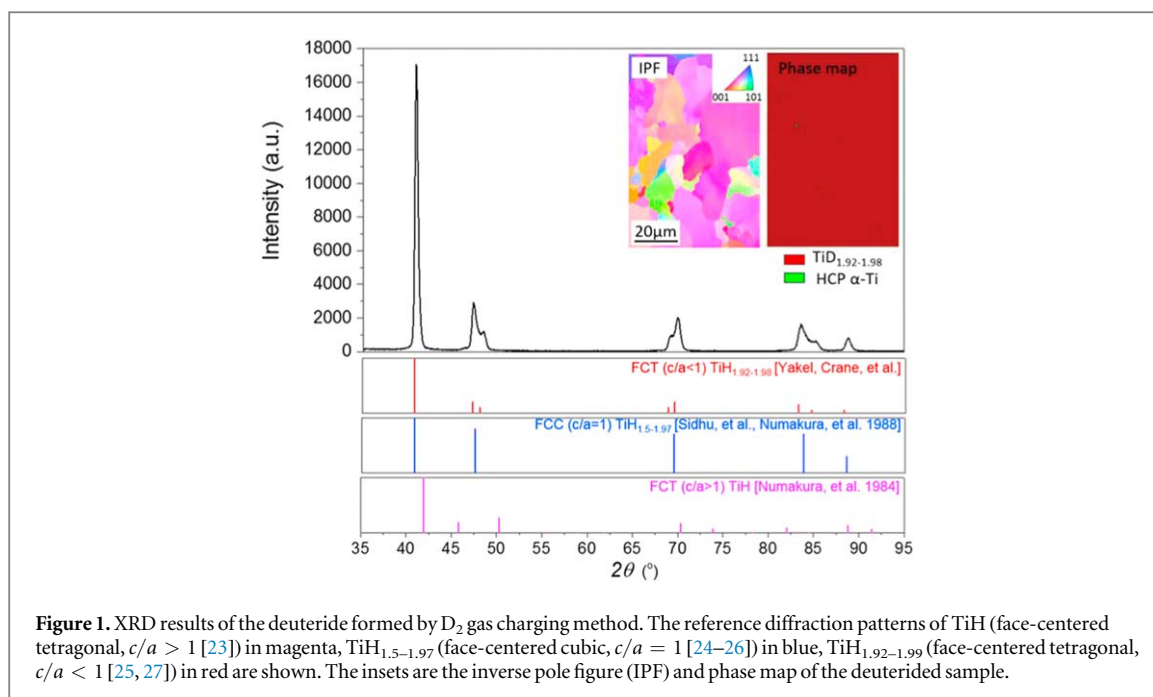 18000
16000
14000
12000
10000
8000
6000
4000
2000
0
Intensity (a.u.)
IPF
111
001 101
20μm
Phase map
TiD1.92-1.98
HCP α-Ti
FCT (c/a<1) TiH1.92-1.98 [Yakel, Crane, et al.]
FCC (c/a=1) TiH1.5-1.97 [Sidhu, et al., Numakura, et al. 1988]
FCT (c/a>1) TiH [Numakura, et al. 1984]
35 40 45 50 55 60 65 70 75 80 85 90 95
2θ (°)
Figure 1. XRD results of the deuteride formed by D2 gas charging method. The reference diffraction patterns of TiH (face-centered
tetragonal, c/a > 1 [23]) in magenta, TiH1.5–1.97 (face-centered cubic, c/a = 1 [24–26]) in blue, TiH1.92–1.99 (face-centered tetragonal,
c/a < 1 [25, 27]) in red are shown. The insets are the inverse pole figure (IPF) and phase map of the deuterided sample.